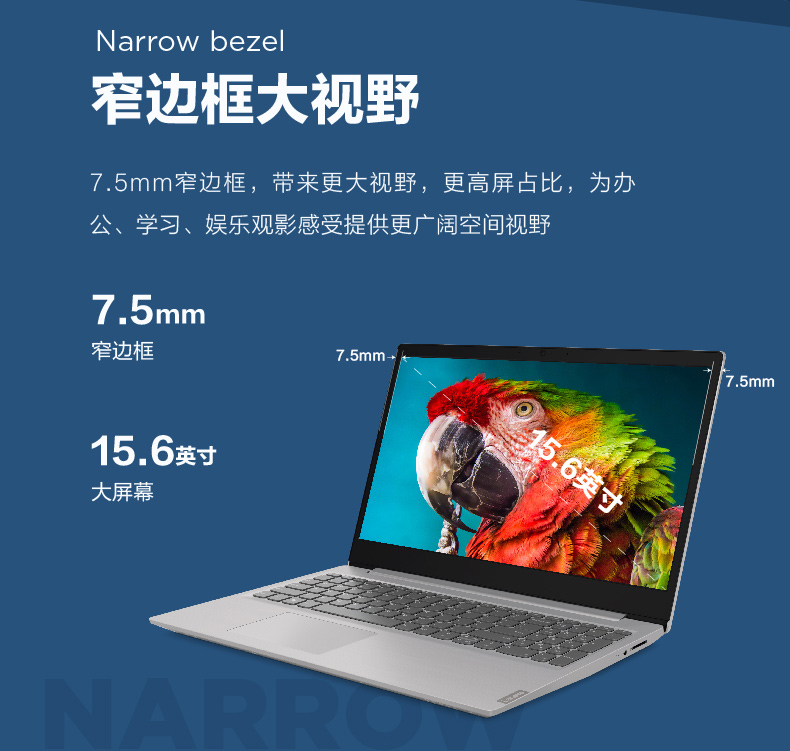 Narrow bezel
窄边框大视野
7.5mm窄边框，带来更大视野，更高屏占比，为办
公、学习、娱乐观影感受提供更广阔空间视野
7.5mm
窄边框
7.5mm
7.5mm
15.6英寸
大屏幕
15.6英寸
NARROW